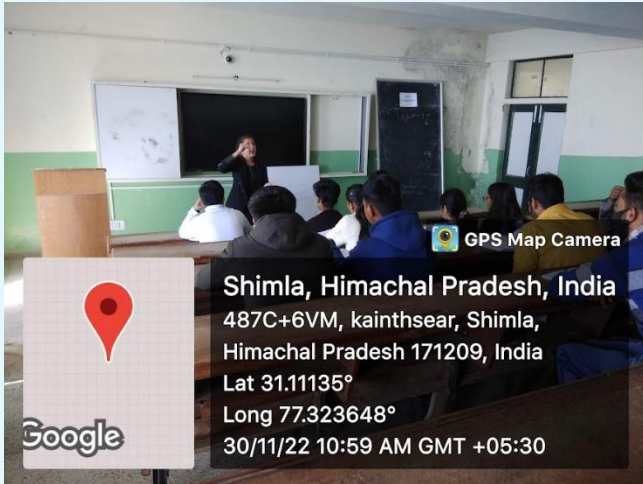 GPS Map Camera
Shimla, Himachal Pradesh, India
487C+6VM, kainthsear, Shimla,
Himachal Pradesh 171209, India
Lat 31.11135°
Long 77.323648°
30/11/22 10:59 AM GMT +05:30
Google